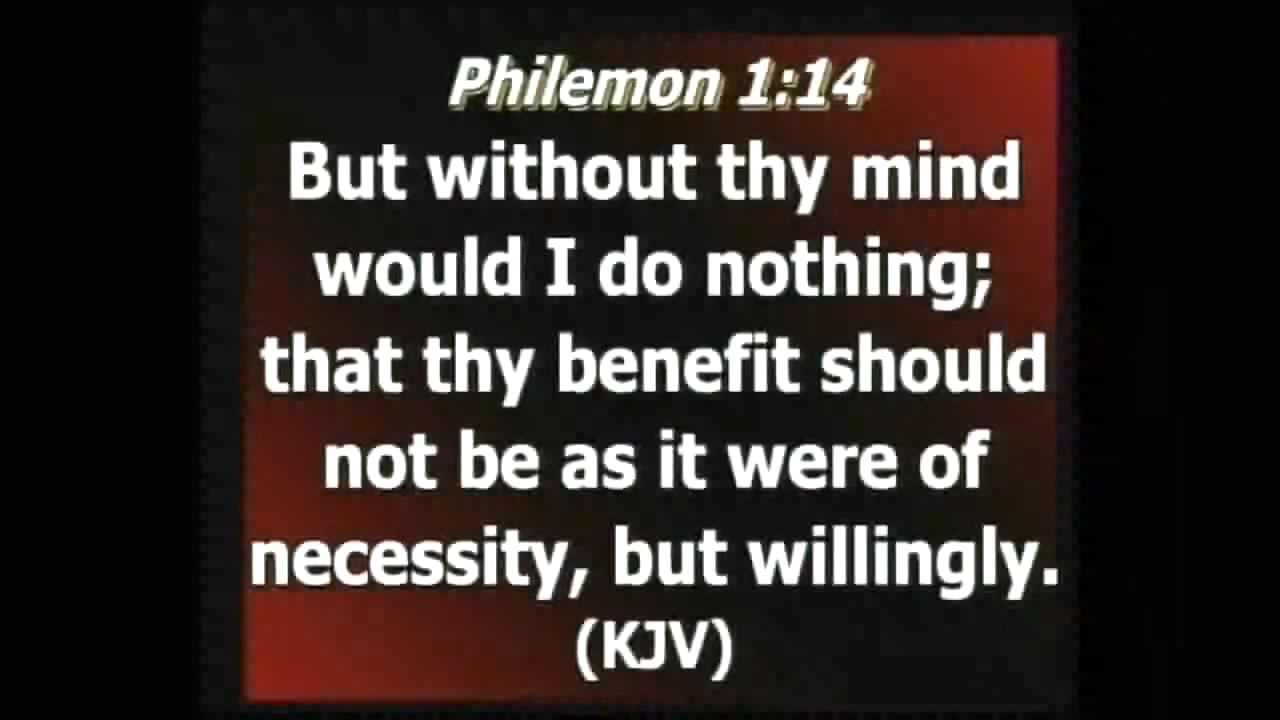 Philemon 1:14
But without thy mind
would I do nothing;
that thy benefit should
not be as it were of
necessity, but willingly.
(KJV)